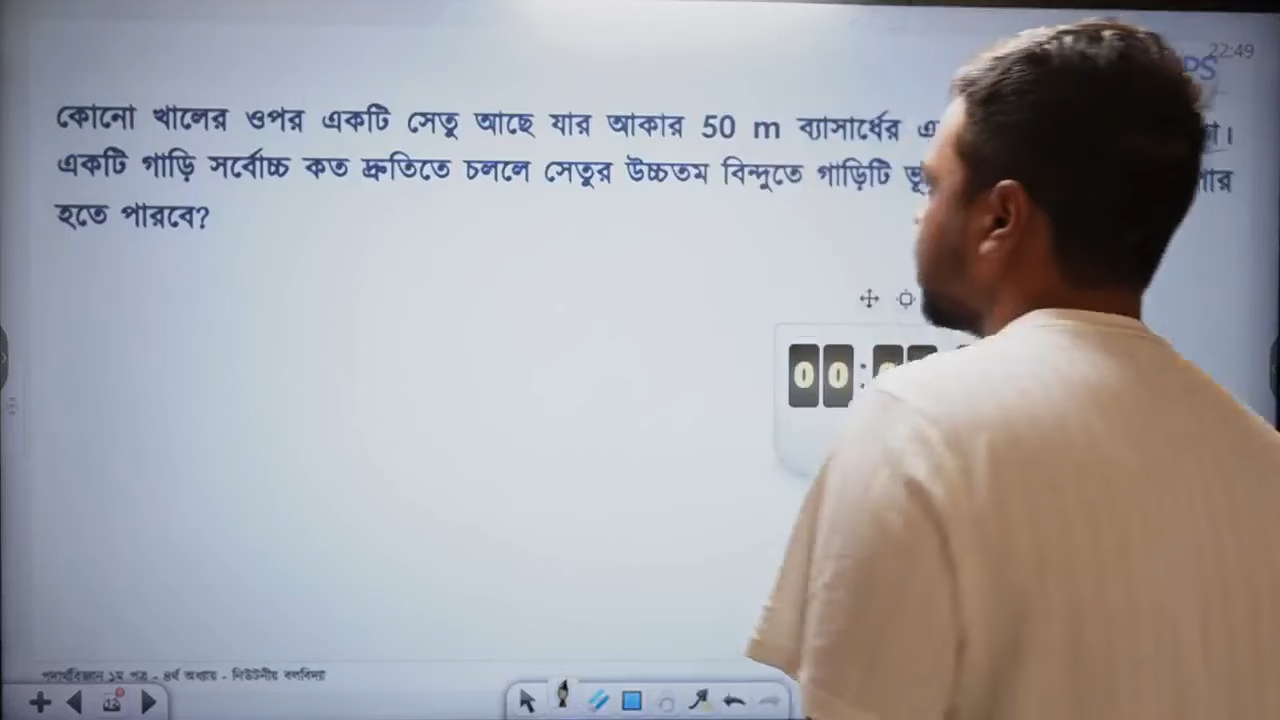 22:49
PS
কোনো খালের ওপর একটি সেতু আছে যার আকার 50 m ব্যাসার্ধের
একটি গাড়ি সর্বোচ্চ কত দ্রুতিতে চললে সেতুর উচ্চতম বিন্দুতে গাড়িটি
হতে পারবে?
00:
পদার্থবিজ্ঞান ১ম পত্র - ৪র্থ অধ্যায় - নিউটনীয় বলবিদ্যা